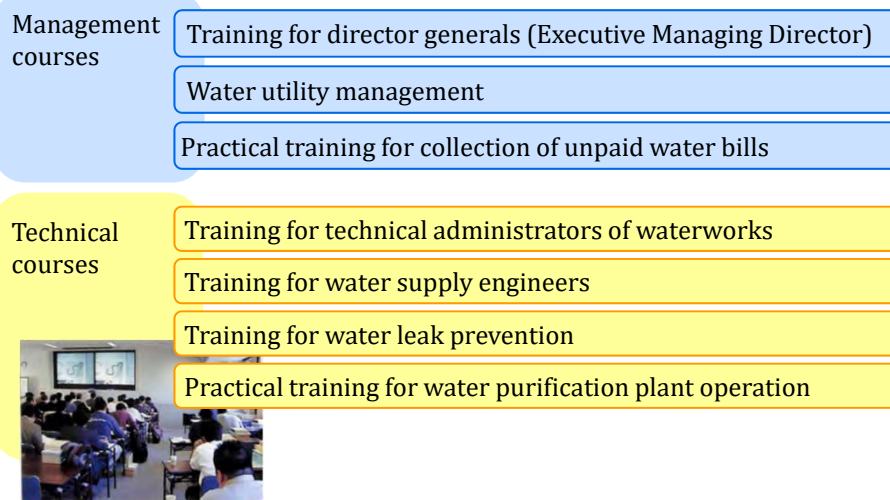 Management
courses
Training for director generals (Executive Managing Director)
Water utility management
Practical training for collection of unpaid water bills
Technical
courses
Training for technical administrators of waterworks
Training for water supply engineers
Training for water leak prevention
Practical training for water purification plant operation